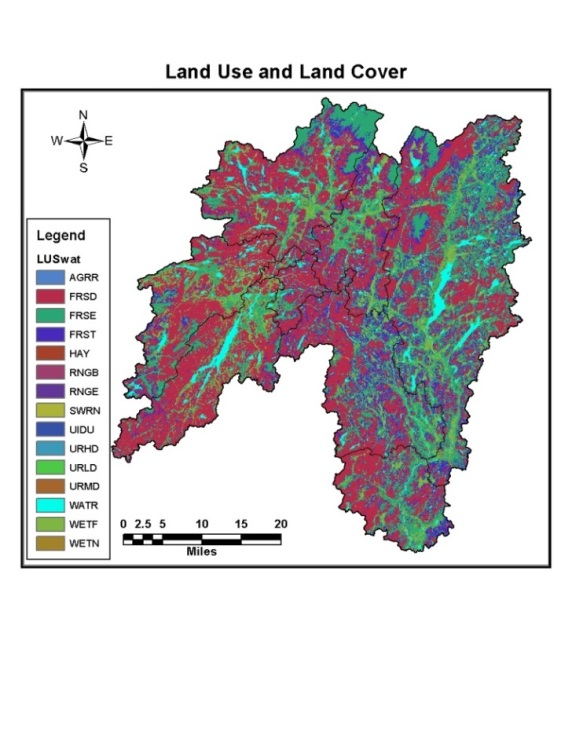 Land Use and Land Cover
N
W E
S
Legend
LUSwat
AGRR
FRSD
FRSE
FRST
HAY
RNGB
RNGE
SWRN
UIDU
URHD
URLD
URMD
WATR
WETF
WETN
0 2.5 5 10 15 20
Miles